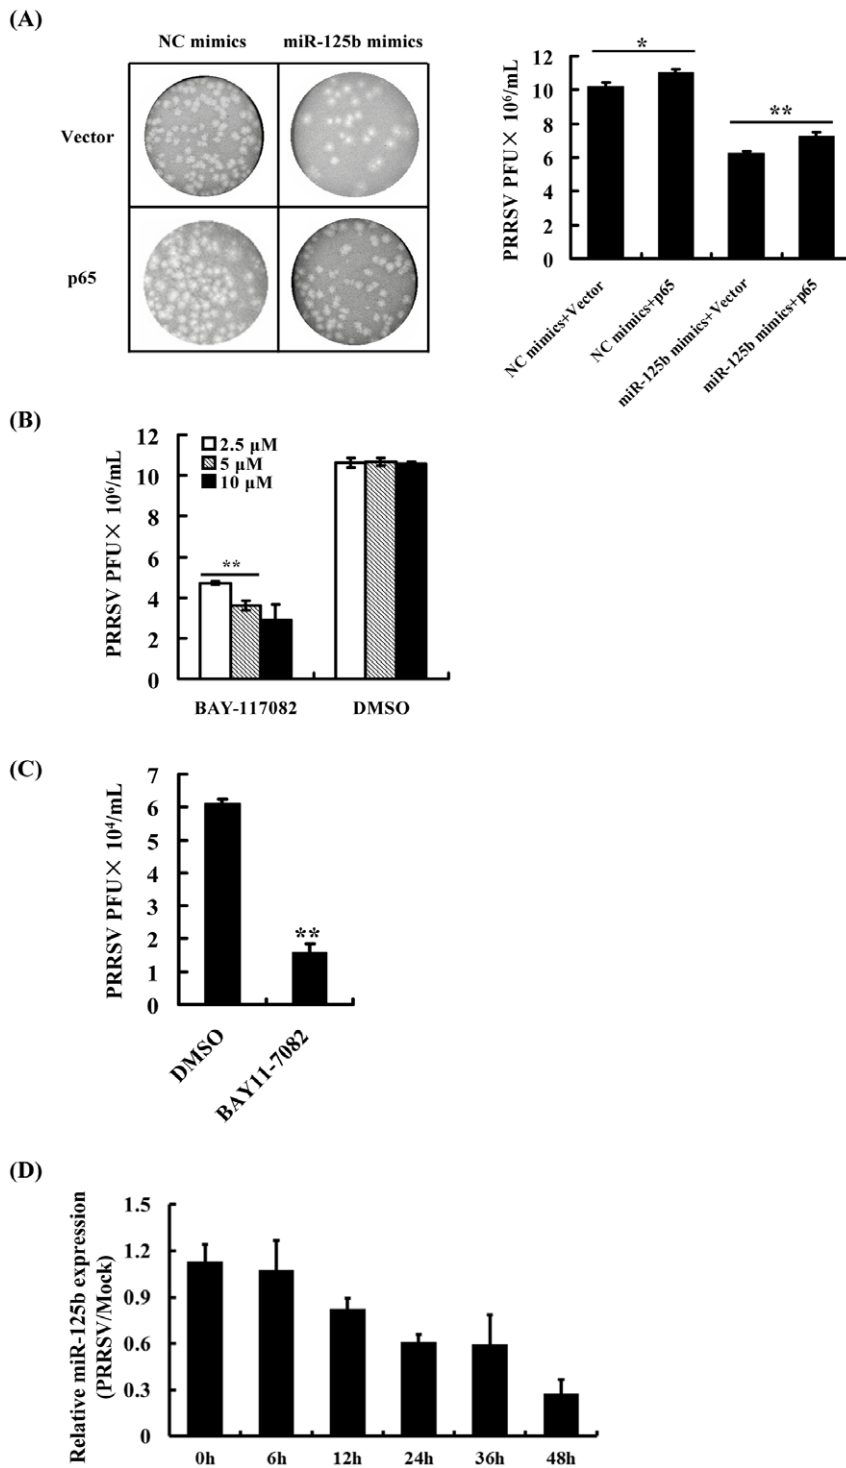 (A)
NC mimics miR-125b mimics
Vector
p65
PRRSV PFU× 10⁶/mL
12
10
8
6
4
2
0
*
**
NC mimics+Vector
NC mimics+p65
miR-125b mimics+Vector
miR-125b mimics+p65
(B)
PRRSV PFU× 10⁶/mL
12
10
8
6
4
2
0
2.5 μM
5 μM
10 μM
**
BAY-117082 DMSO
(C)
PRRSV PFU× 10⁴/mL
7
6
5
4
3
2
1
0
**
DMSO
BAY11-7082
(D)
Relative miR-125b expression
(PRRSV/Mock)
1.5
1.2
0.9
0.6
0.3
0
0h 6h 12h 24h 36h 48h